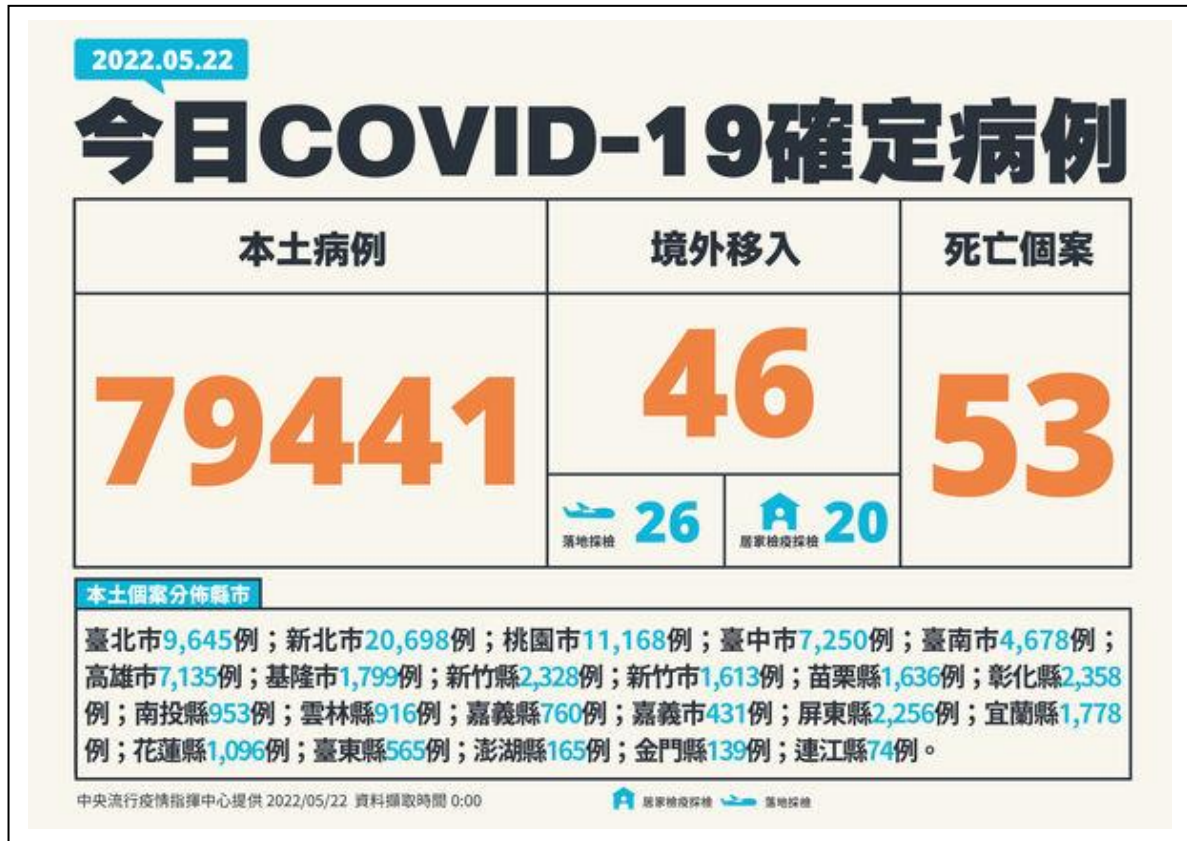 2022.05.22
今日COVID-19確定病例
本土病例
境外移入
死亡個案
79441
46
53
落地採檢 26
居家檢疫採檢 20
本土個案分佈縣市
臺北市9,645例；新北市20,698例；桃園市11,168例；臺中市7,250例；臺南市4,678例；
高雄市7,135例；基隆市1,799例；新竹縣2,328例；新竹市1,613例；苗栗縣1,636例；彰化縣2,358
例；南投縣953例；雲林縣916例；嘉義縣760例；嘉義市431例；屏東縣2,256例；宜蘭縣1,778
例；花蓮縣1,096例；臺東縣565例；澎湖縣165例；金門縣139例；連江縣74例。
中央流行疫情指揮中心提供 2022/05/22 資料擷取時間 0:00
居家檢疫採檢 落地採檢